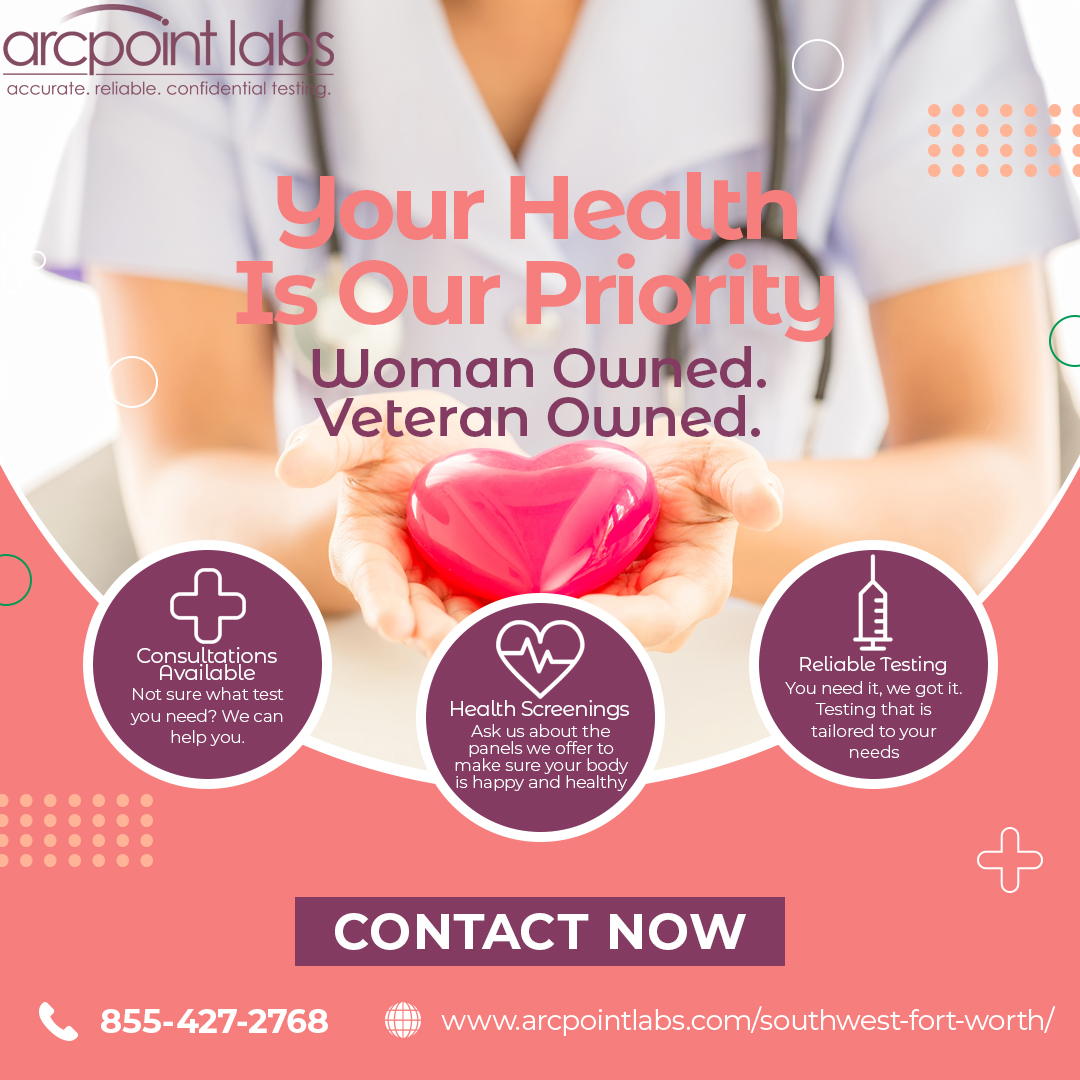 arcpoint labs
accurate. reliable. confidential testing.
Your Health
Is Our Priority
Woman Owned.
Veteran Owned.
Consultations
Available
Not sure what test
you need? We can
help you.
Health Screenings
Ask us about the
panels we offer to
make sure your body
is happy and healthy
Reliable Testing
You need it, we got it.
Testing that is
tailored to your
needs
CONTACT NOW
855-427-2768
www.arcpointlabs.com/southwest-fort-worth/